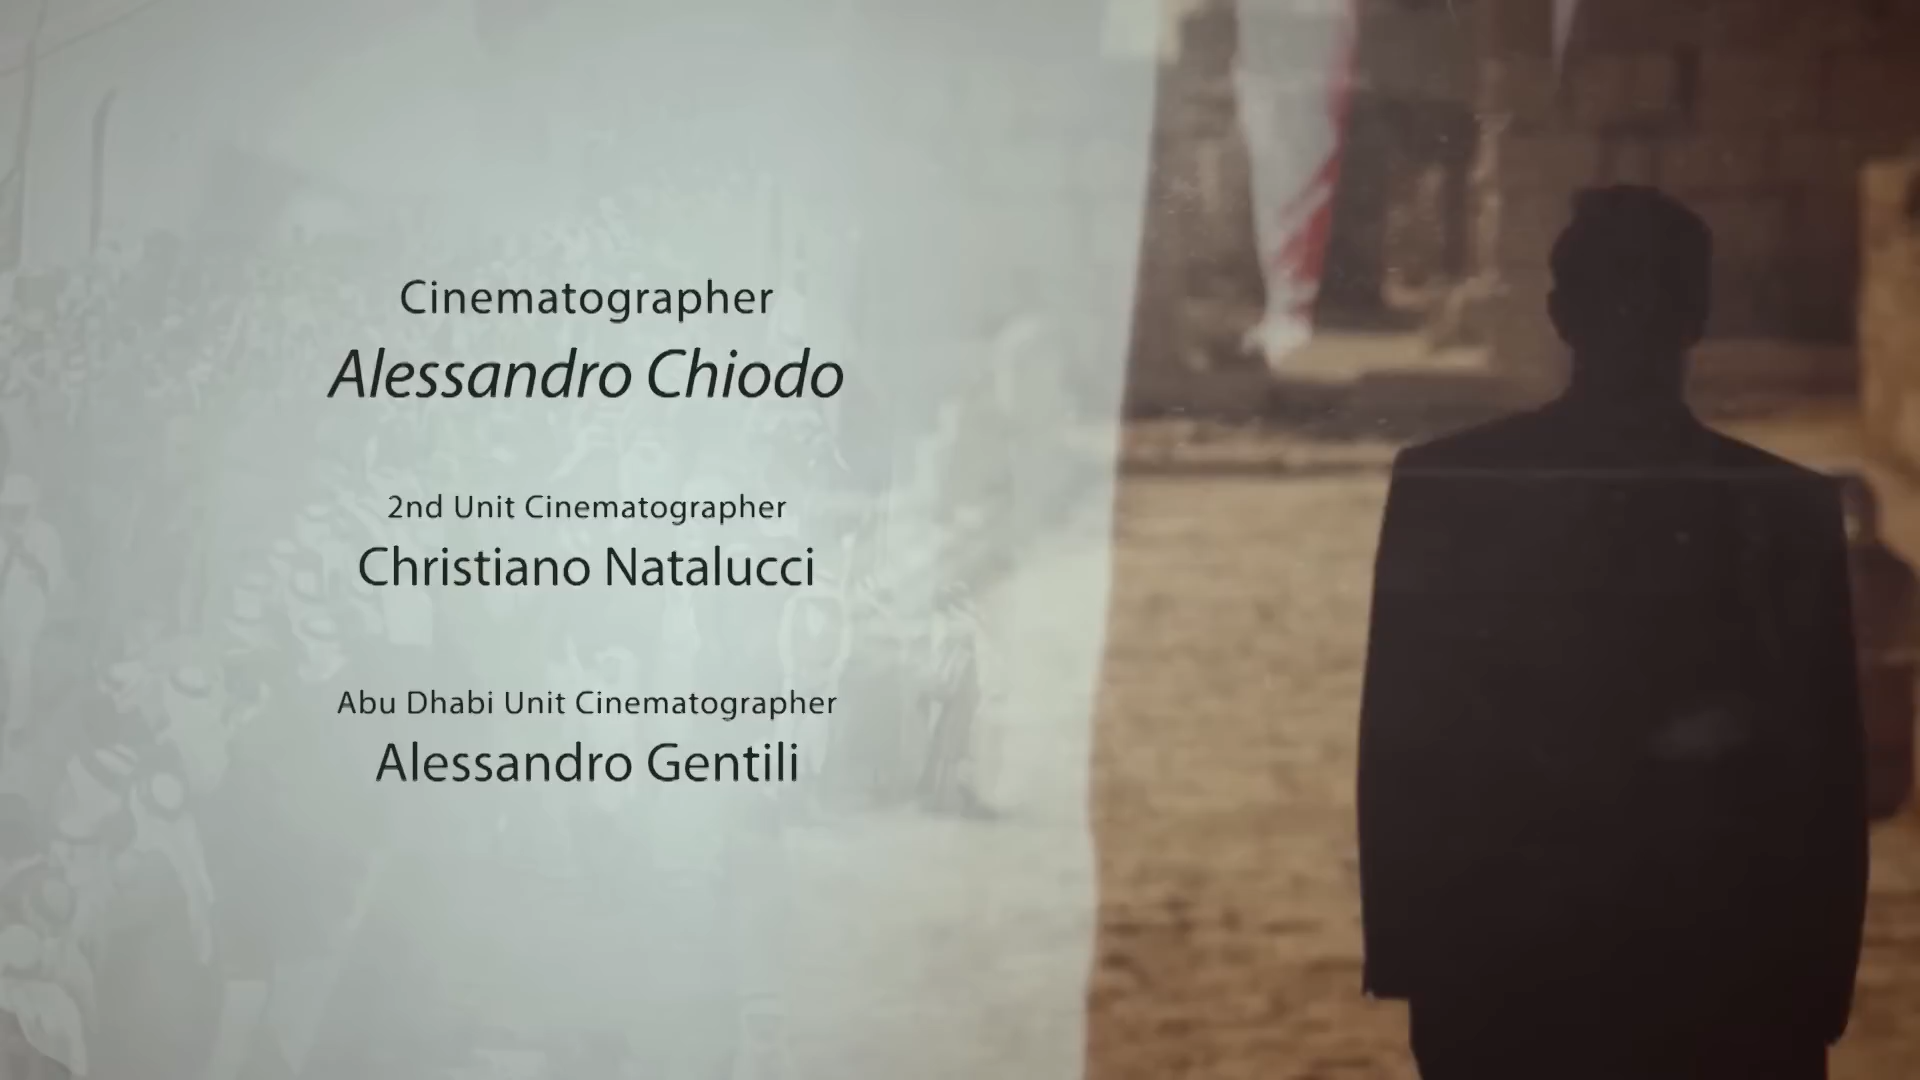 Cinematographer
Alessandro Chiodo
2nd Unit Cinematographer
Christiano Natalucci
Abu Dhabi Unit Cinematographer
Alessandro Gentili